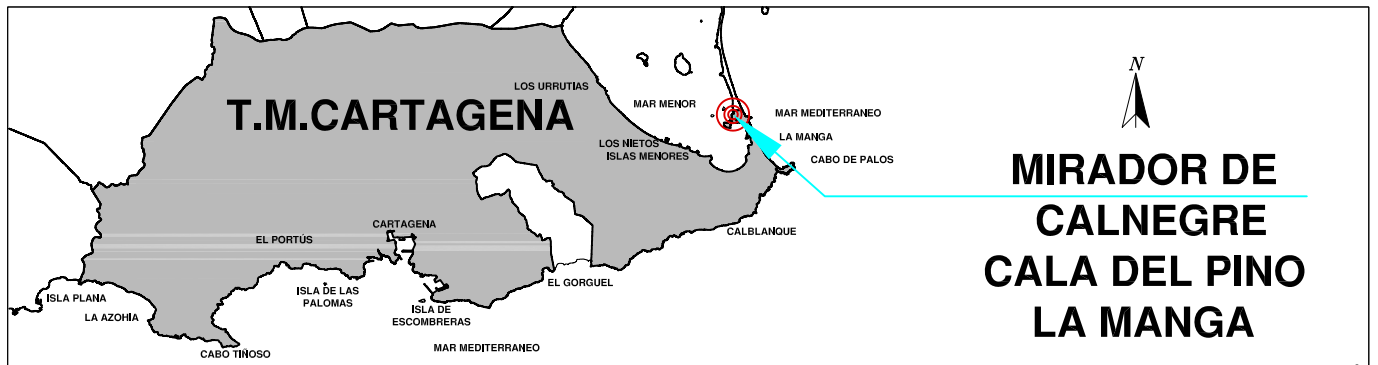 N
LOS URRUTIAS
MAR MENOR
T.M.CARTAGENA
MAR MEDITERRANEO
LA MANGA
LOS NIETOS
ISLAS MENORES
CABO DE PALOS
MIRADOR DE
CALNEGRE
CALA DEL PINO
LA MANGA
CARTAGENA
CALBLANQUE
EL PORTÚS
EL GORGUEL
ISLA PLANA
ISLA DE LAS
PALOMAS
LA AZOHÍA
ISLA DE
ESCOMBRERAS
CABO TIÑOSO
MAR MEDITERRANEO